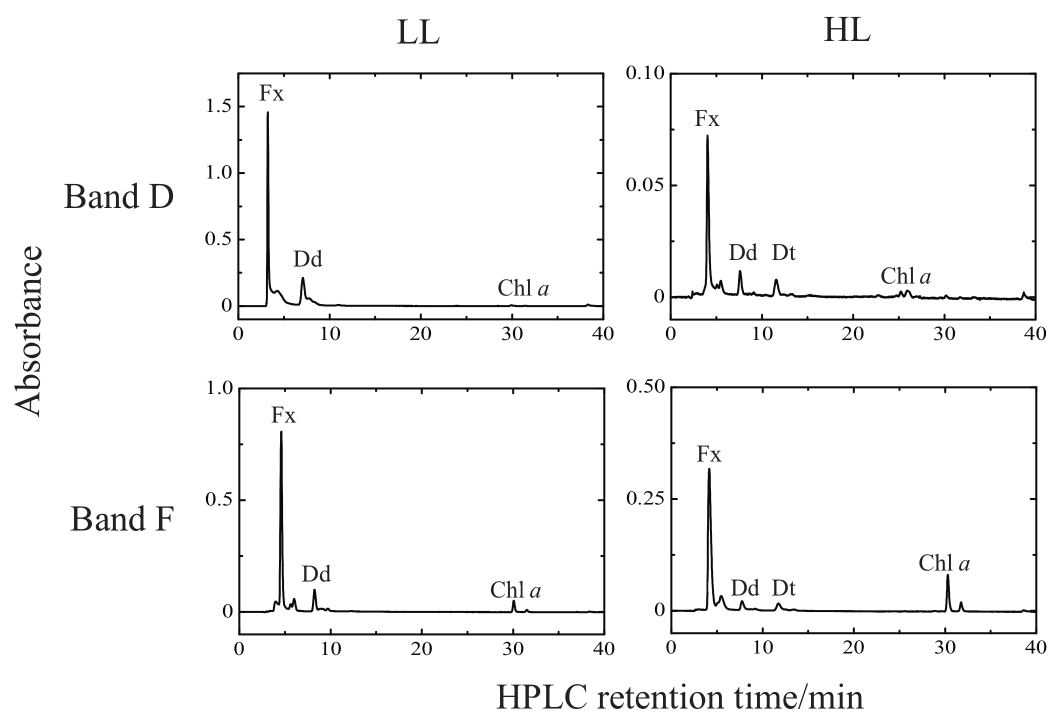 LL HL
Band D
Band F
Absorbance
HPLC retention time/min
Fx
Dd
Chl a
1.5
1.0
0.5
0
0 10 20 30 40
Fx
Dd Dt
Chl a
0.10
0.05
0
0 10 20 30 40
Fx
Dd
Chl a
1.0
0.5
0
0 10 20 30 40
Fx
Dd Dt
Chl a
0.50
0.25
0
0 10 20 30 40